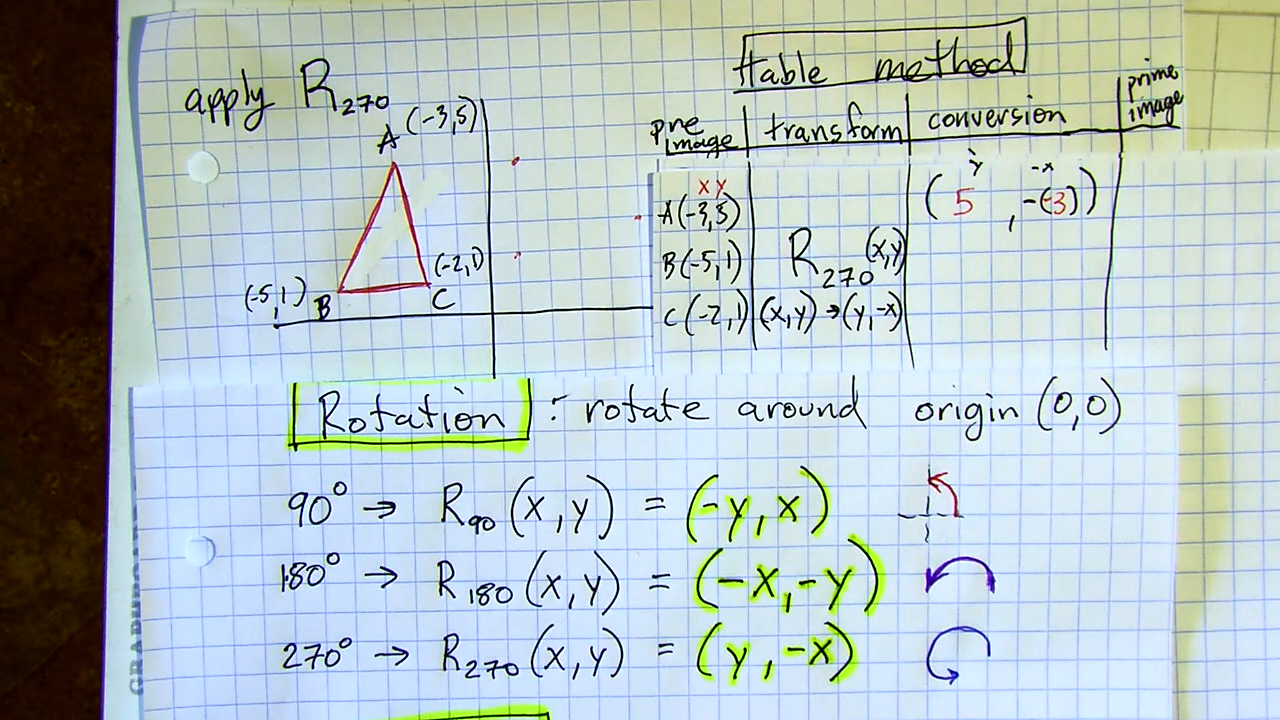 apply R270
A (-3,5)
(-2,1)
(-5,1) B C
table method
pre image transform conversion prime image
x y y -x
A(-3,5) (5, -(-3))
B(-5,1) R270 (x,y)
C(-2,1) (x,y) → (y,-x)
Rotation : rotate around origin (0,0)
90° → R90 (x,y) = (-y, x)
180° → R180 (x,y) = (-x,-y)
270° → R270 (x,y) = (y,-x)